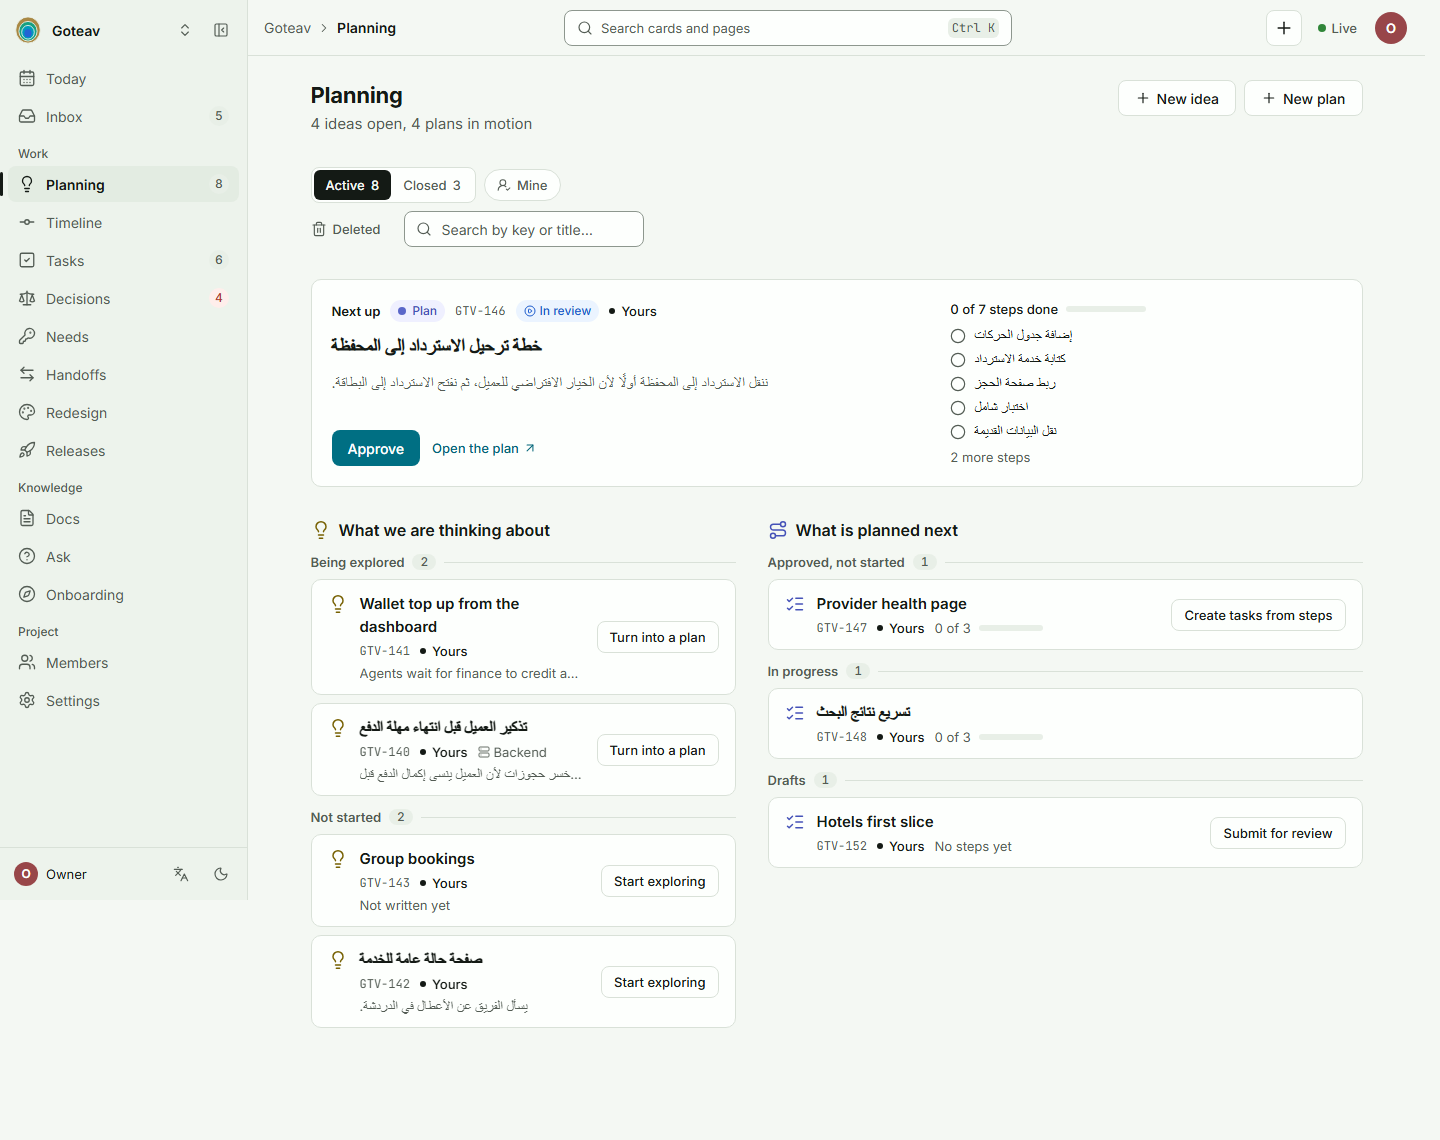 Goteav
Today
Inbox 5
Work
Planning 8
Timeline
Tasks 6
Decisions 4
Needs
Handoffs
Redesign
Releases
Knowledge
Docs
Ask
Onboarding
Project
Members
Settings
O Owner
Goteav > Planning
Search cards and pages Ctrl K
Live
O
Planning
4 ideas open, 4 plans in motion
New idea
New plan
Active 8
Closed 3
Mine
Deleted
Search by key or title...
Next up Plan GTV-146 In review Yours
خطة ترحيل الاسترداد إلى المحفظة
ننقل الاسترداد إلى المحفظة أولًا لأن الخيار الافتراضي للعميل، ثم نفتح الاسترداد إلى البطاقة.
Approve
Open the plan
0 of 7 steps done
إضافة جدول الحركات
كتابة خدمة الاسترداد
ربط صفحة الحجز
اختبار شامل
نقل البيانات القديمة
2 more steps
What we are thinking about
Being explored 2
Wallet top up from the
dashboard
GTV-141 Yours
Agents wait for finance to credit a...
Turn into a plan
تذكير العميل قبل انتهاء مهلة الدفع
GTV-140 Yours Backend
خسر حجوزات لأن العميل ينسى إكمال الدفع قبل...
Turn into a plan
Not started 2
Group bookings
GTV-143 Yours
Not written yet
Start exploring
صفحة حالة عامة للخدمة
GTV-142 Yours
يسأل الفريق عن الأعطال في الدردشة.
Start exploring
What is planned next
Approved, not started 1
Provider health page
GTV-147 Yours 0 of 3
Create tasks from steps
In progress 1
تسريع نتائج البحث
GTV-148 Yours 0 of 3
Drafts 1
Hotels first slice
GTV-152 Yours No steps yet
Submit for review